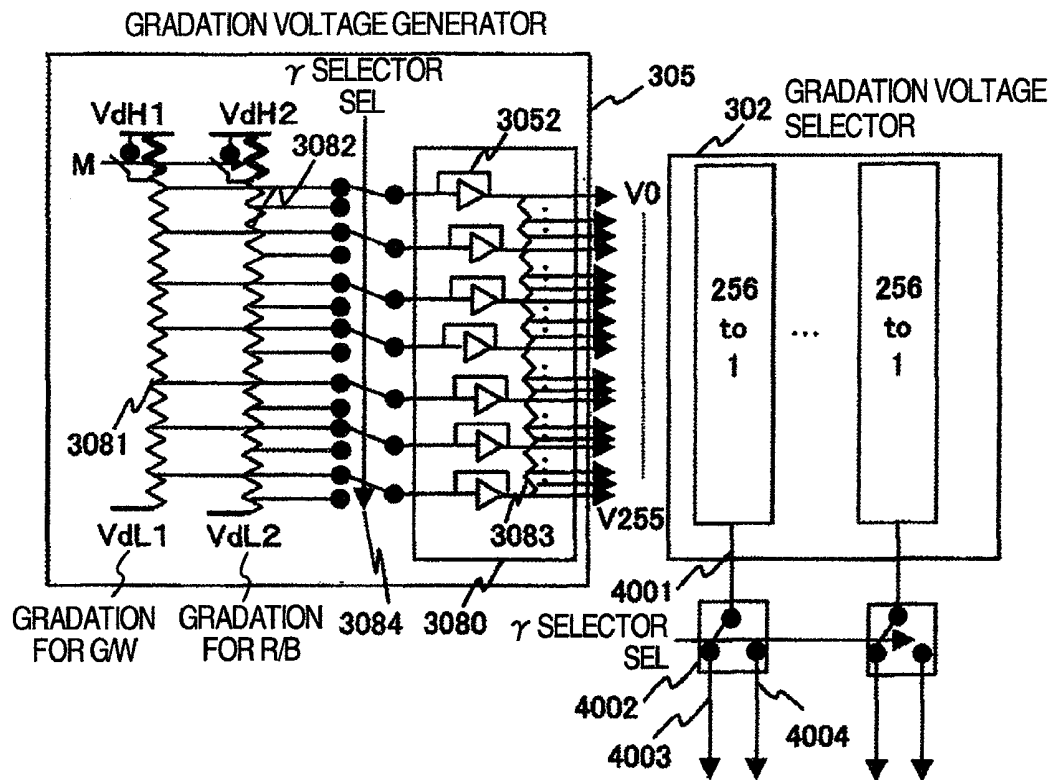 GRADATION VOLTAGE GENERATOR
γ SELECTOR
SEL
305
GRADATION VOLTAGE
SELECTOR
302
VdH1
VdH2
3082
3052
M
V0
256
to
1
...
256
to
1
3081
VdL1
VdL2
3083
V255
GRADATION
FOR G/W
GRADATION
FOR R/B
3084
3080
4001
γ SELECTOR
SEL
4002
4003
4004